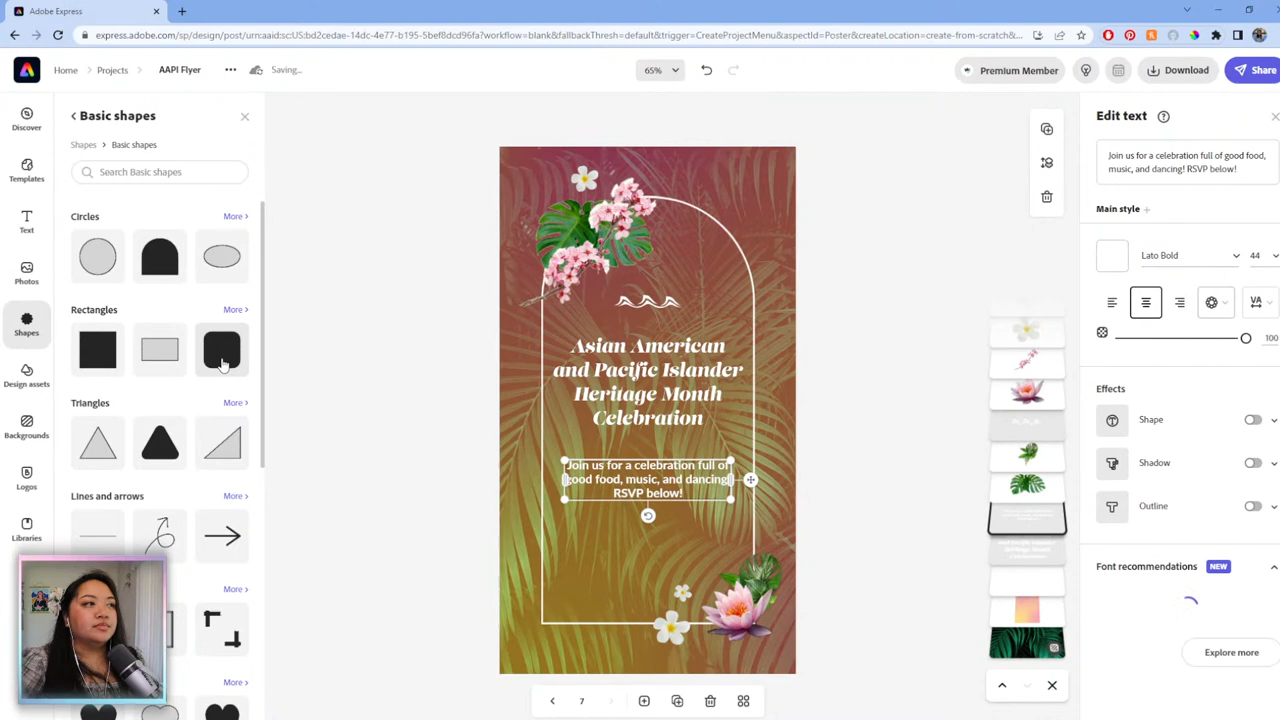 Adobe Express
express.adobe.com/sp/design/post/urn:aaid:sc:US:bd2cedae-14dc-4e77-b195-5bef8dcd96fa?workflow=blank&fallbackThresh=default&trigger=CreateProjectMenu&aspectId=Poster&createLocation=create-from-scratch&c...
Home
Projects
AAPI Flyer
Saving...
65%
Premium Member
Download
Share
Discover
Templates
Text
Photos
Shapes
Design assets
Backgrounds
Logos
Libraries
Basic shapes
Shapes > Basic shapes
Search Basic shapes
Circles
More >
Rectangles
More >
Triangles
More >
Lines and arrows
More >
More >
More >
Asian American
and Pacific Islander
Heritage Month
Celebration
Join us for a celebration full of
good food, music, and dancing
RSVP below!
7
Edit text
Join us for a celebration full of good food,
music, and dancing! RSVP below!
Main style +
Lato Bold
44
VA
100
Effects
Shape
Shadow
Outline
Font recommendations
NEW
Explore more